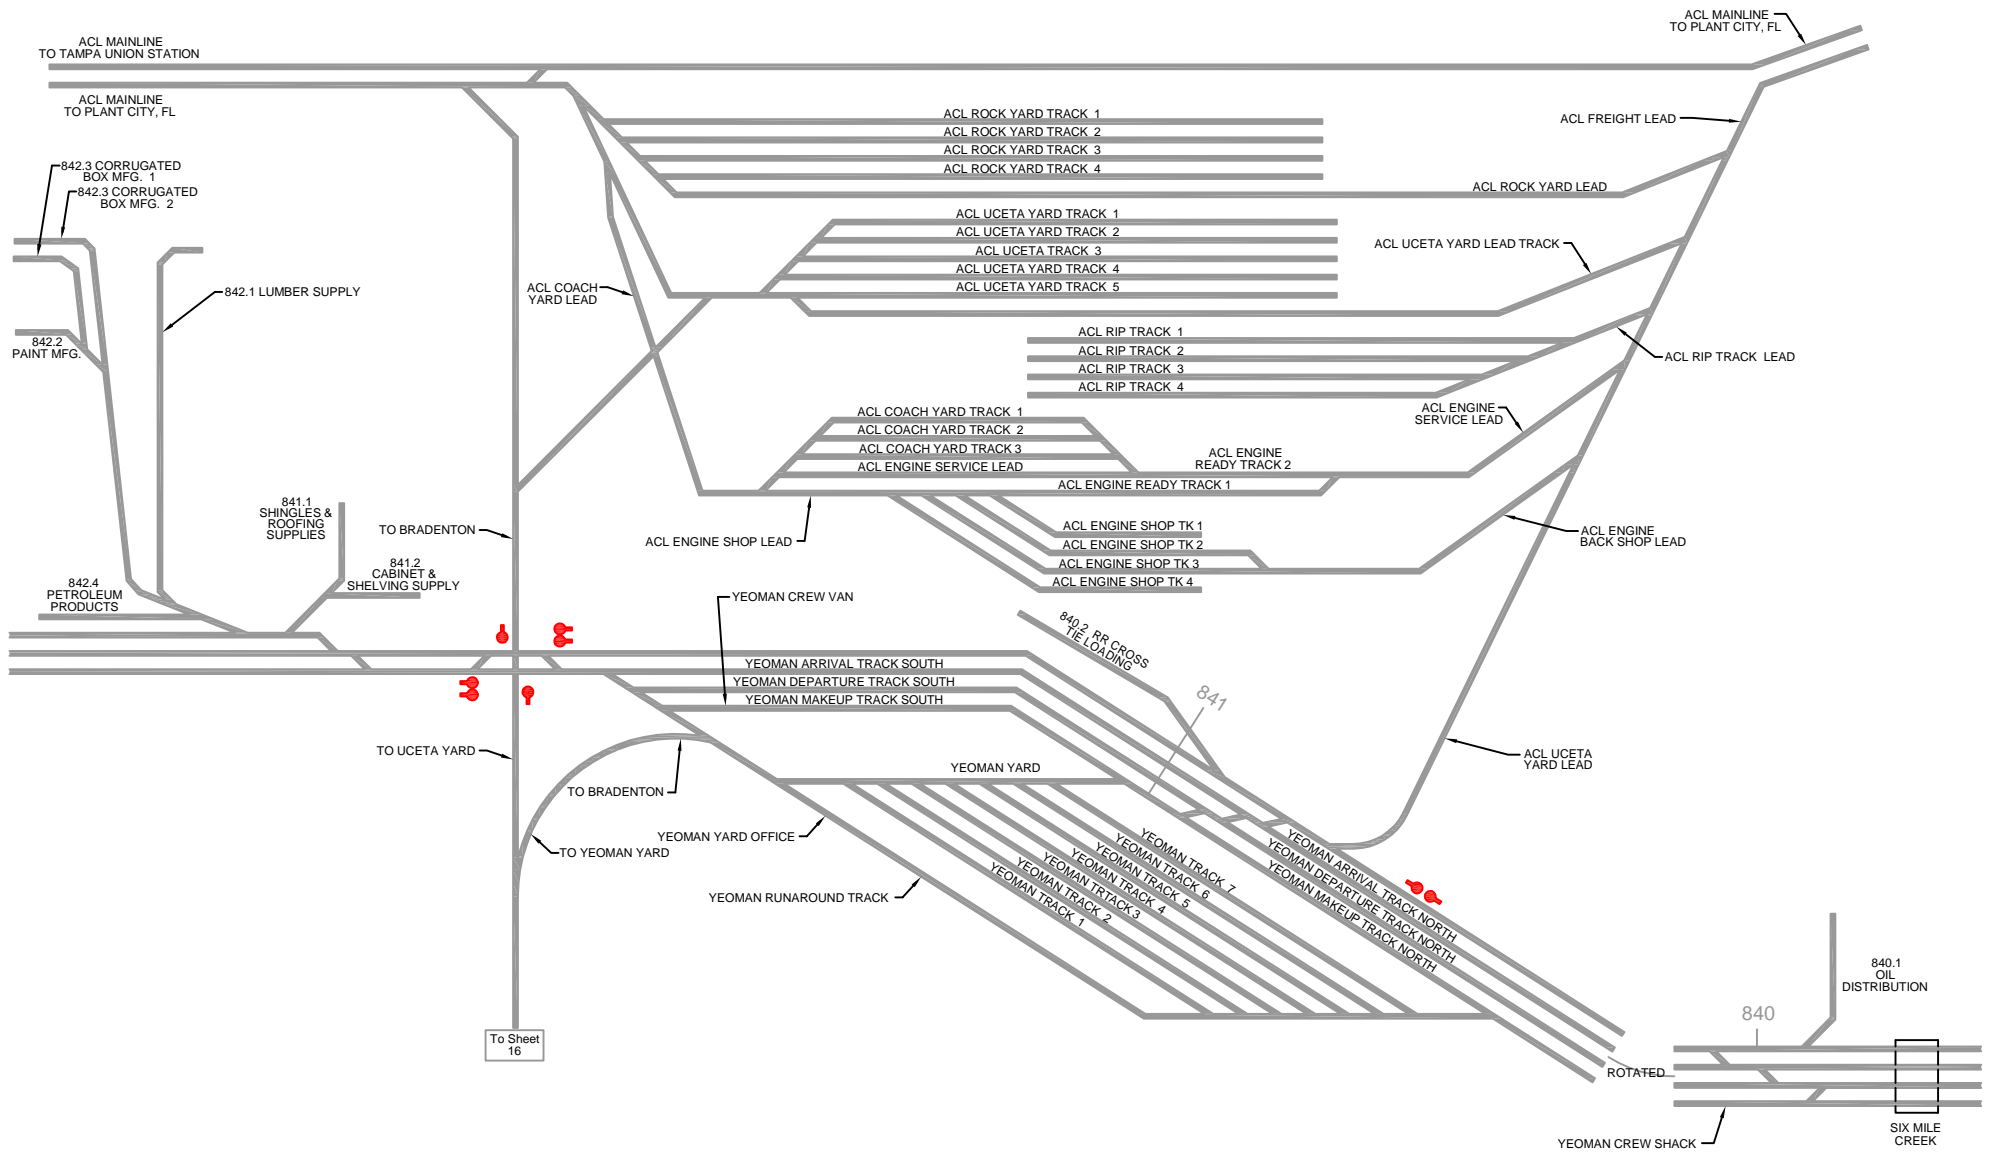 ACL MAINLINE
TO PLANT CITY, FL
ACL MAINLINE
TO TAMPA UNION STATION
ACL MAINLINE
TO PLANT CITY, FL
ACL FREIGHT LEAD
ACL ROCK YARD TRACK 1
ACL ROCK YARD TRACK 2
ACL ROCK YARD TRACK 3
ACL ROCK YARD TRACK 4
ACL ROCK YARD LEAD
842.3 CORRUGATED
BOX MFG. 1
842.3 CORRUGATED
BOX MFG. 2
ACL UCETA YARD TRACK 1
ACL UCETA YARD TRACK 2
ACL UCETA TRACK 3
ACL UCETA YARD TRACK 4
ACL UCETA YARD TRACK 5
ACL UCETA YARD LEAD TRACK
ACL COACH
YARD LEAD
842.1 LUMBER SUPPLY
842.2
PAINT MFG.
ACL RIP TRACK 1
ACL RIP TRACK 2
ACL RIP TRACK 3
ACL RIP TRACK 4
ACL RIP TRACK LEAD
ACL COACH YARD TRACK 1
ACL COACH YARD TRACK 2
ACL COACH YARD TRACK 3
ACL ENGINE SERVICE LEAD
ACL ENGINE
SERVICE LEAD
ACL ENGINE
READY TRACK 2
ACL ENGINE READY TRACK 1
841.1
SHINGLES &
ROOFING
SUPPLIES
TO BRADENTON
ACL ENGINE SHOP LEAD
ACL ENGINE SHOP TK 1
ACL ENGINE SHOP TK 2
ACL ENGINE SHOP TK 3
ACL ENGINE SHOP TK 4
ACL ENGINE
BACK SHOP LEAD
841.2
CABINET &
SHELVING SUPPLY
842.4
PETROLEUM
PRODUCTS
YEOMAN CREW VAN
840.2 RR CROSS
TIE LOADING
YEOMAN ARRIVAL TRACK SOUTH
YEOMAN DEPARTURE TRACK SOUTH
YEOMAN MAKEUP TRACK SOUTH
841
TO UCETA YARD
ACL UCETA
YARD LEAD
YEOMAN YARD
TO BRADENTON
YEOMAN YARD OFFICE
TO YEOMAN YARD
YEOMAN RUNAROUND TRACK
YEOMAN TRACK 7
YEOMAN TRACK 6
YEOMAN TRACK 5
YEOMAN TRACK 4
YEOMAN TRTACK 3
YEOMAN TRACK 2
YEOMAN TRACK 1
YEOMAN ARRIVAL TRACK NORTH
YEOMAN DEPARTURE TRACK NORTH
YEOMAN MAKEUP TRACK NORTH
840.1
OIL
DISTRIBUTION
840
To Sheet
16
ROTATED
SIX MILE
CREEK
YEOMAN CREW SHACK